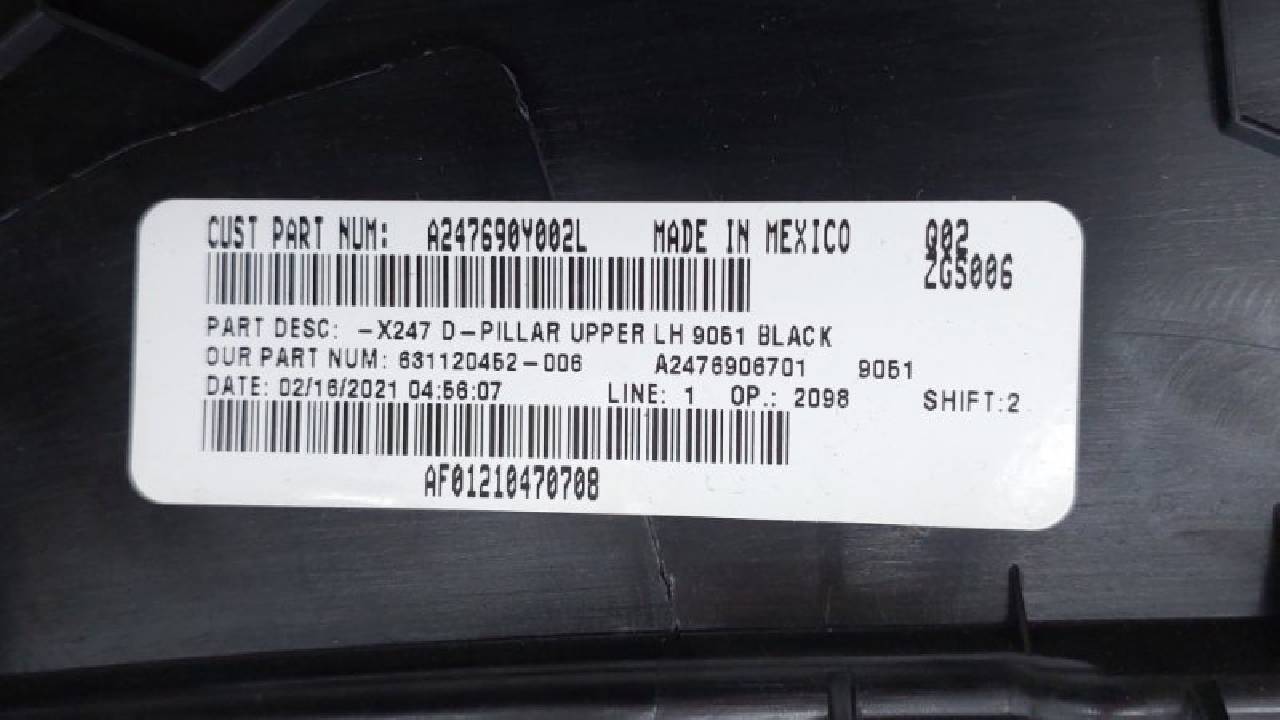 CUST PART NUM: A247690Y002L MADE IN MEXICO Q02
ZGS006
PART DESC: -X247 D-PILLAR UPPER LH 9051 BLACK
OUR PART NUM: 631120452-006 A2476906701 9051
DATE: 02/16/2021 04:56:07 LINE: 1 OP.: 2098 SHIFT:2
AF01210470708